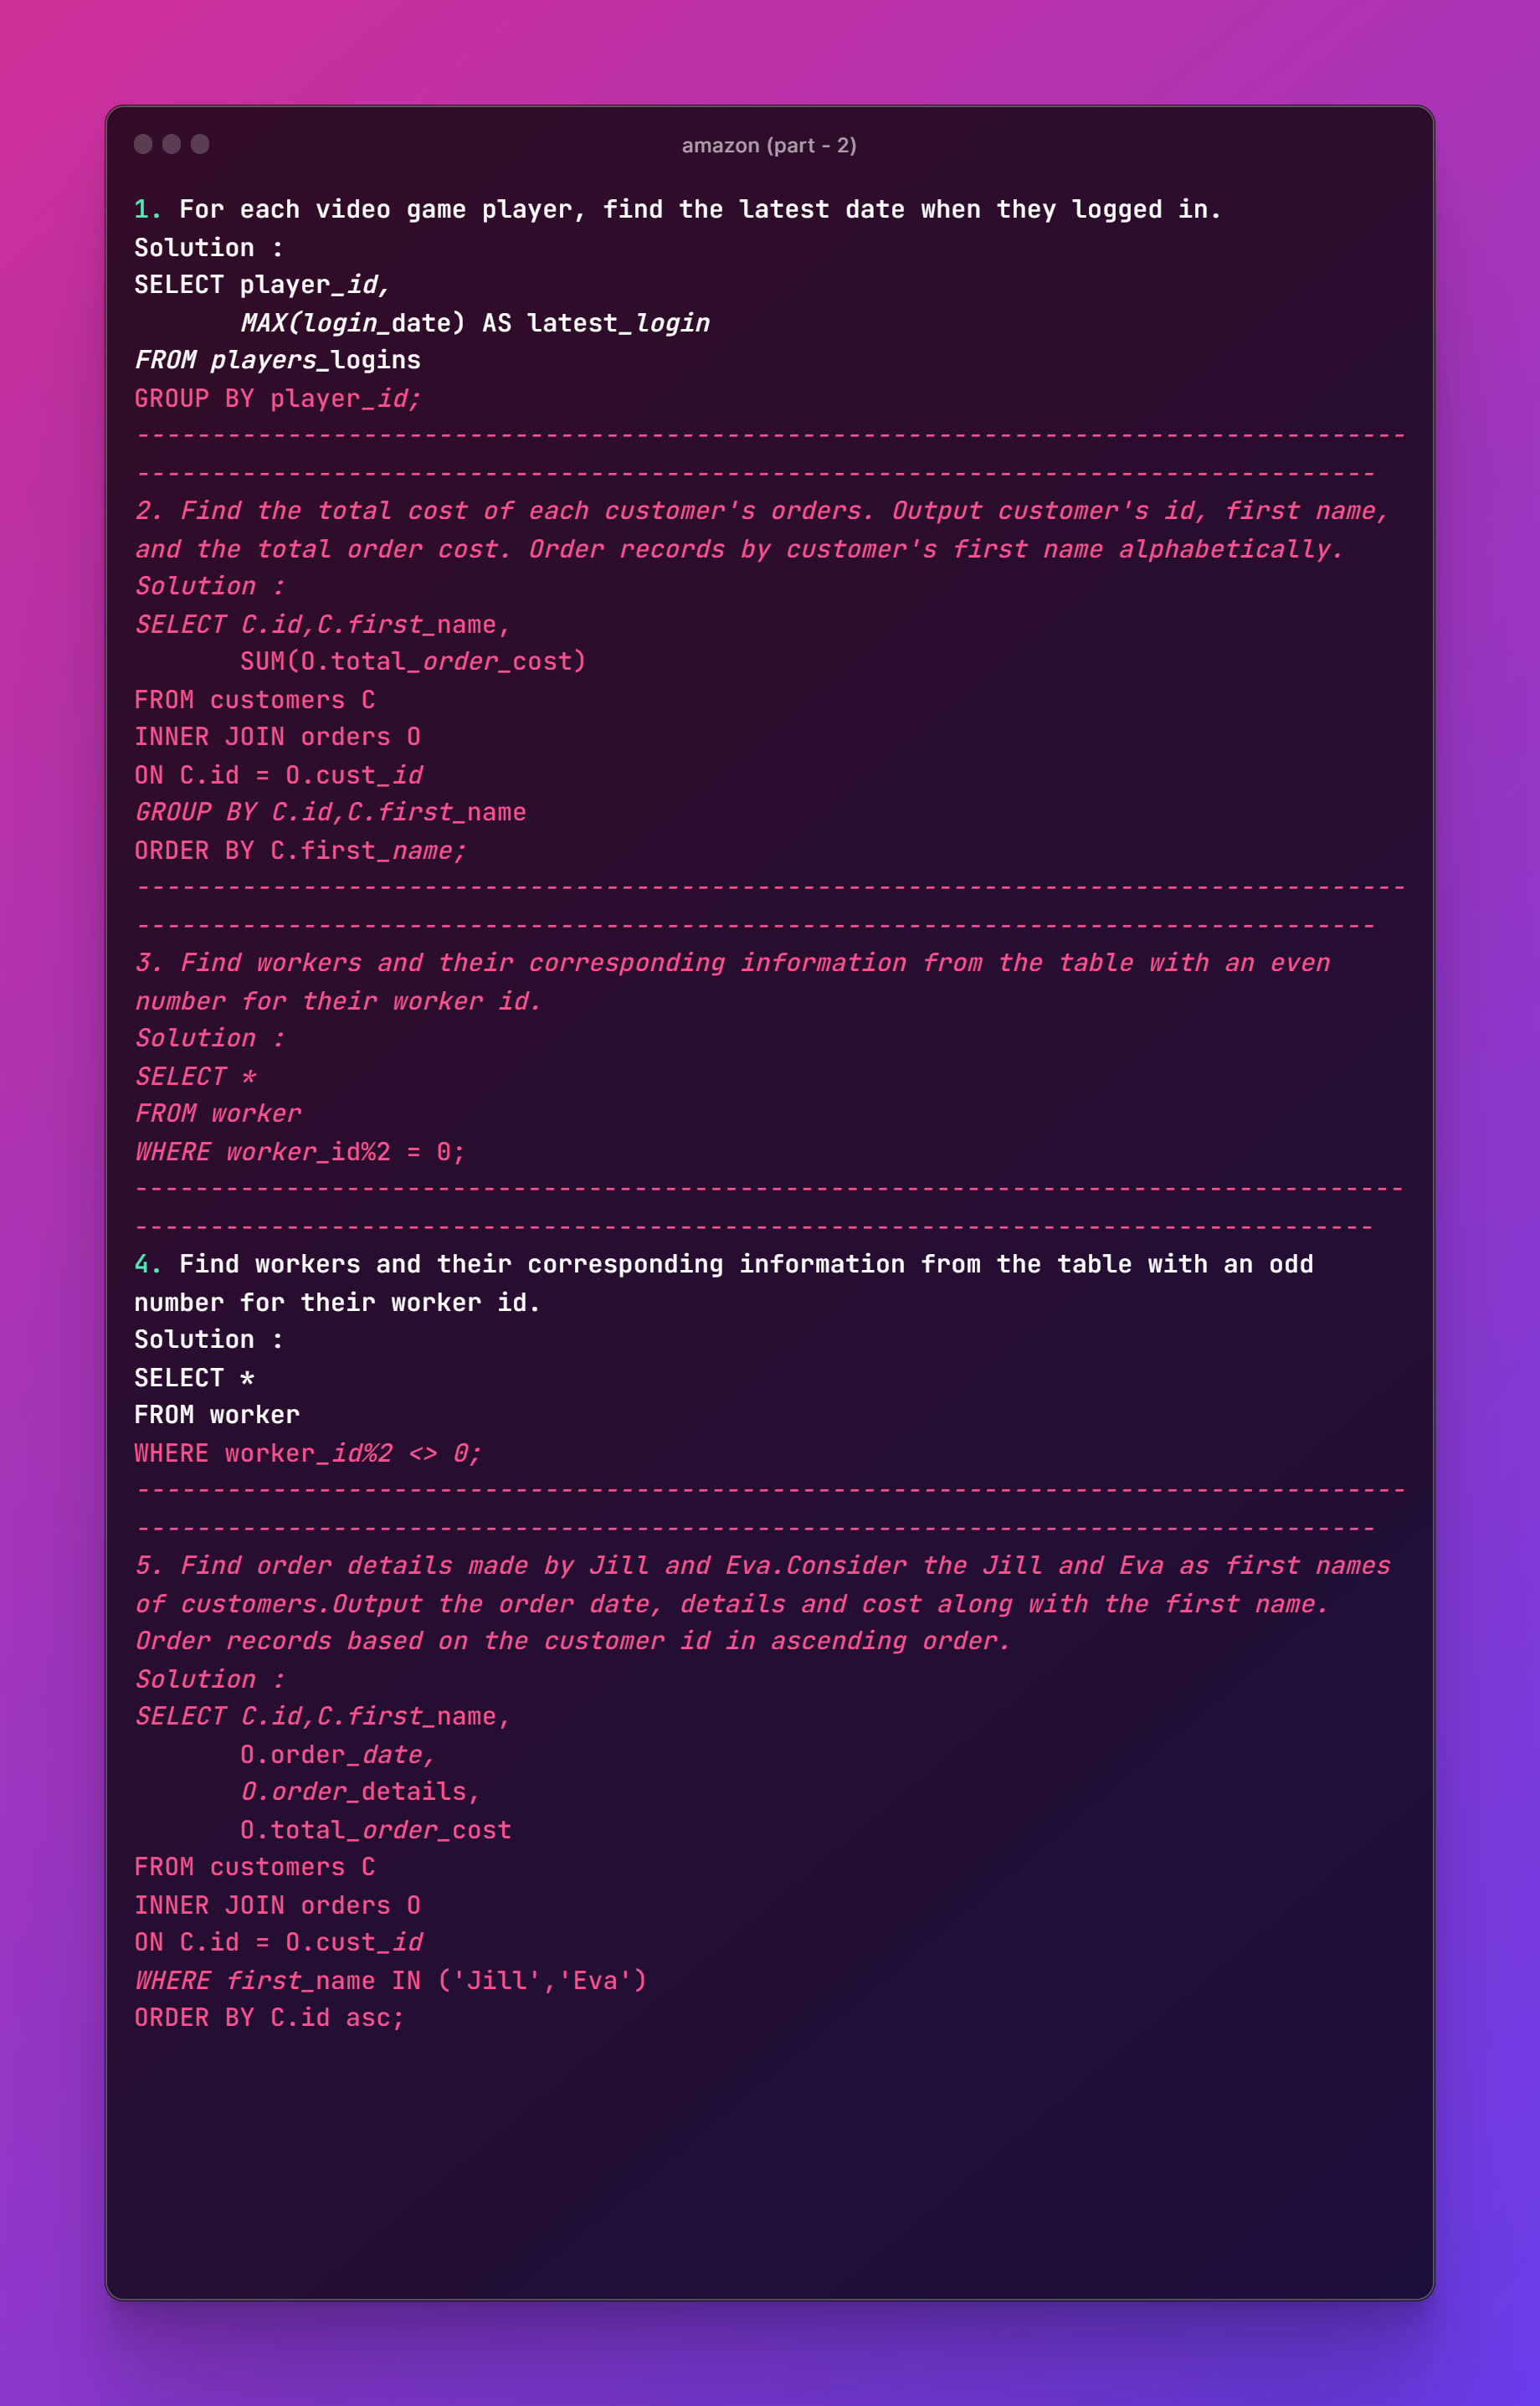 amazon (part - 2)
1. For each video game player, find the latest date when they logged in.
Solution :
SELECT player_id,
       MAX(login_date) AS latest_login
FROM players_logins
GROUP BY player_id;
------------------------------------------------------------------------------------
----------------------------------------------------------------------------------
2. Find the total cost of each customer's orders. Output customer's id, first name,
and the total order cost. Order records by customer's first name alphabetically.
Solution :
SELECT C.id,C.first_name,
       SUM(O.total_order_cost)
FROM customers C
INNER JOIN orders O
ON C.id = O.cust_id
GROUP BY C.id,C.first_name
ORDER BY C.first_name;
------------------------------------------------------------------------------------
----------------------------------------------------------------------------------
3. Find workers and their corresponding information from the table with an even
number for their worker id.
Solution :
SELECT *
FROM worker
WHERE worker_id%2 = 0;
------------------------------------------------------------------------------------
----------------------------------------------------------------------------------
4. Find workers and their corresponding information from the table with an odd
number for their worker id.
Solution :
SELECT *
FROM worker
WHERE worker_id%2 <> 0;
------------------------------------------------------------------------------------
----------------------------------------------------------------------------------
5. Find order details made by Jill and Eva.Consider the Jill and Eva as first names
of customers.Output the order date, details and cost along with the first name.
Order records based on the customer id in ascending order.
Solution :
SELECT C.id,C.first_name,
       O.order_date,
       O.order_details,
       O.total_order_cost
FROM customers C
INNER JOIN orders O
ON C.id = O.cust_id
WHERE first_name IN ('Jill','Eva')
ORDER BY C.id asc;